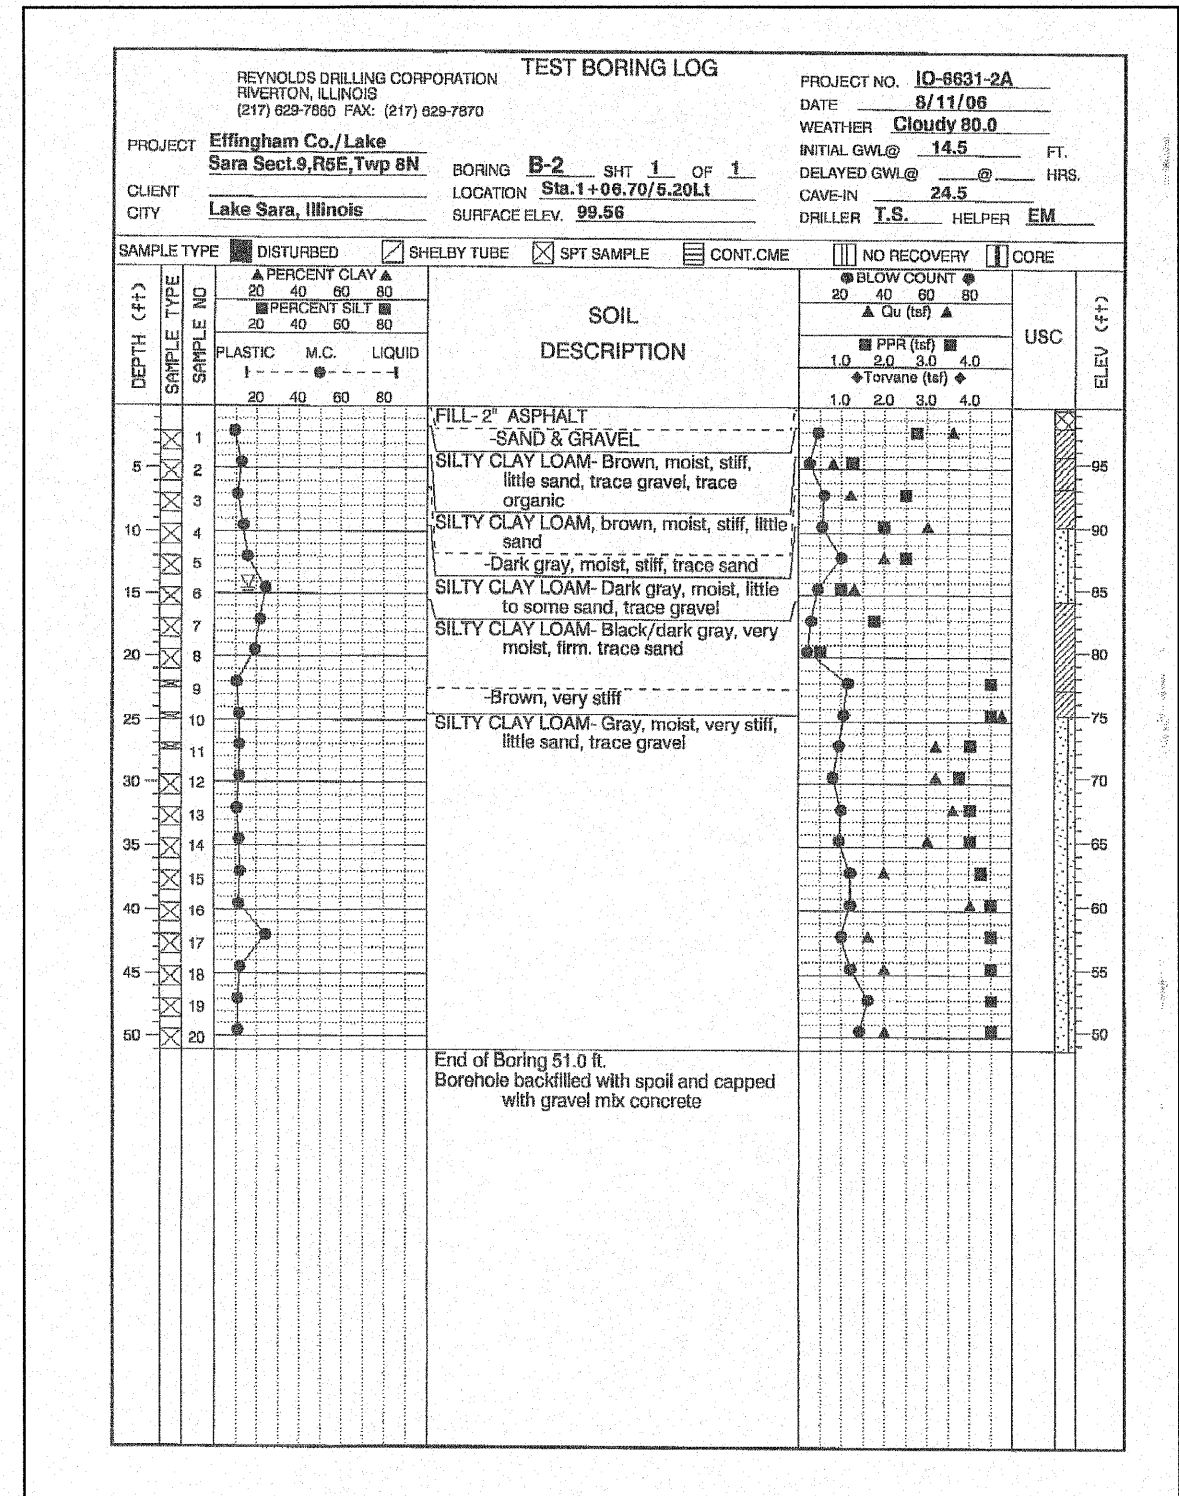 TEST BORING LOG
REYNOLDS DRILLING CORPORATION
RIVERTON, ILLINOIS
(217) 629-7660 FAX: (217) 629-7870
PROJECT Effingham Co./Lake
Sara Sect.9,R5E,Twp 8N
CLIENT
CITY Lake Sara, Illinois
BORING B-2 SHT 1 OF 1
LOCATION Sta.1+06.70/5.20Lt
SURFACE ELEV. 99.56
PROJECT NO. IO-6631-2A
DATE 8/11/06
WEATHER Cloudy 80.0
INITIAL GWL@ 14.5 FT.
DELAYED GWL@ @ HRS.
CAVE-IN 24.5
DRILLER T.S. HELPER EM
SAMPLE TYPE DISTURBED SHELBY TUBE SPT SAMPLE CONT.CME NO RECOVERY CORE
DEPTH (ft)
SAMPLE TYPE
SAMPLE NO
▲ PERCENT CLAY ▲
20 40 60 80
■ PERCENT SILT ■
20 40 60 80
PLASTIC M.C. LIQUID
20 40 60 80
SOIL
DESCRIPTION
● BLOW COUNT ●
20 40 60 80
▲ Qu (tsf) ▲
■ PPR (tsf) ■
1.0 2.0 3.0 4.0
◆ Torvane (tsf) ◆
1.0 2.0 3.0 4.0
USC
ELEV (ft)
FILL- 2" ASPHALT
1 -SAND & GRAVEL
5 2 SILTY CLAY LOAM- Brown, moist, stiff, 95
little sand, trace gravel, trace
3 organic
10 4 SILTY CLAY LOAM, brown, moist, stiff, little 90
sand
5 -Dark gray, moist, stiff, trace sand
15 6 SILTY CLAY LOAM- Dark gray, moist, little 85
to some sand, trace gravel
7 SILTY CLAY LOAM- Black/dark gray, very
20 8 moist, firm. trace sand 80
9 -Brown, very stiff
25 10 SILTY CLAY LOAM- Gray, moist, very stiff, 75
11 little sand, trace gravel
30 12 70
13
35 14 65
15
40 16 60
17
45 18 55
19
50 20 50
End of Boring 51.0 ft.
Borehole backfilled with spoil and capped
with gravel mix concrete